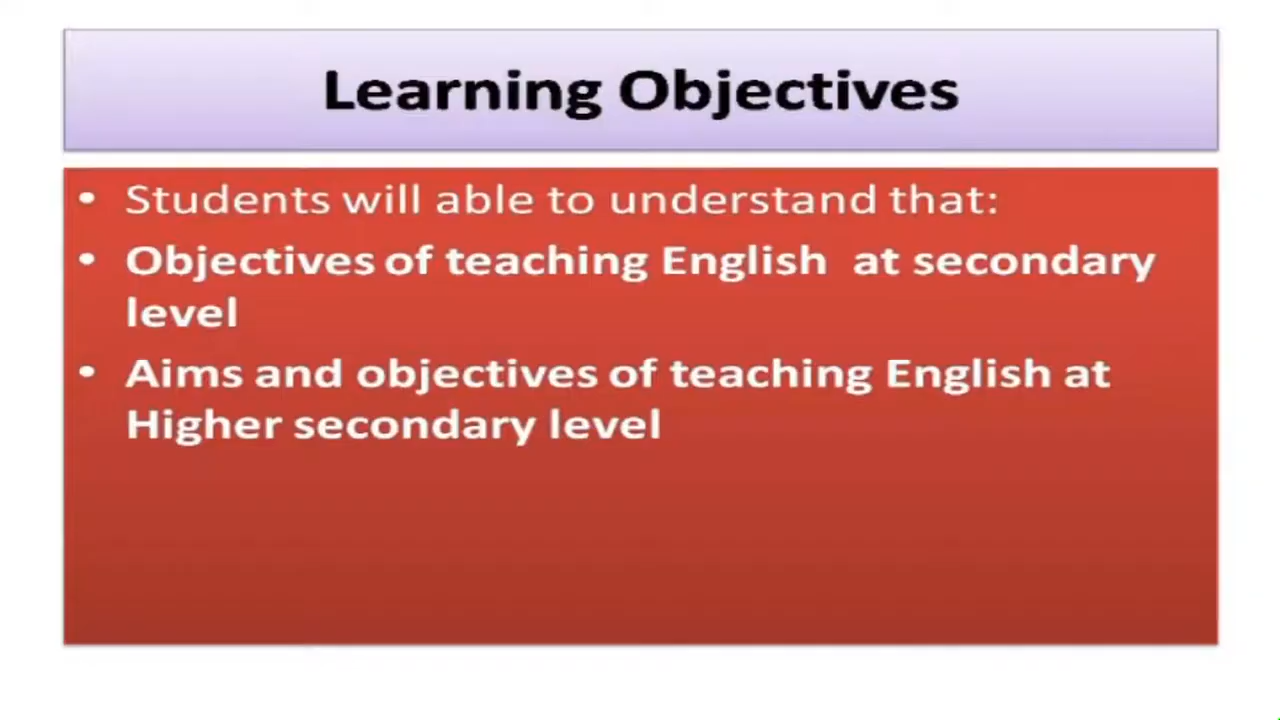 Learning Objectives
• Students will able to understand that:
• Objectives of teaching English at secondary
level
• Aims and objectives of teaching English at
Higher secondary level